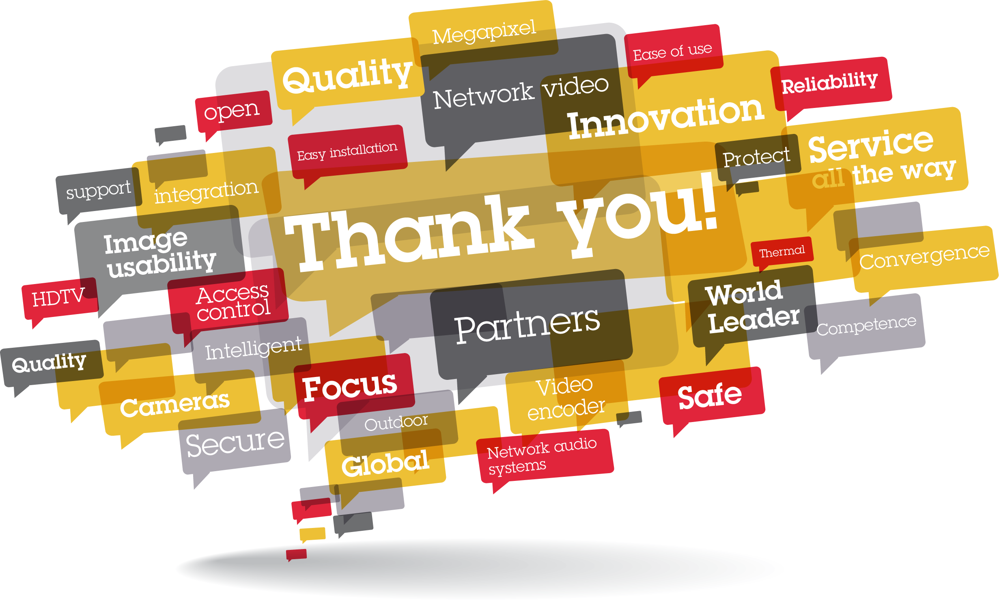 Megapixel
Ease of use
Quality
Network video
Reliability
open
Innovation
Easy installation
Protect
Service
all the way
support
integration
Thank you!
Image
usability
Thermal
Convergence
HDTV
Access
control
World
Leader
Partners
Competence
Intelligent
Quality
Focus
Video
encoder
Safe
Cameras
Outdoor
Secure
Global
Network audio
systems